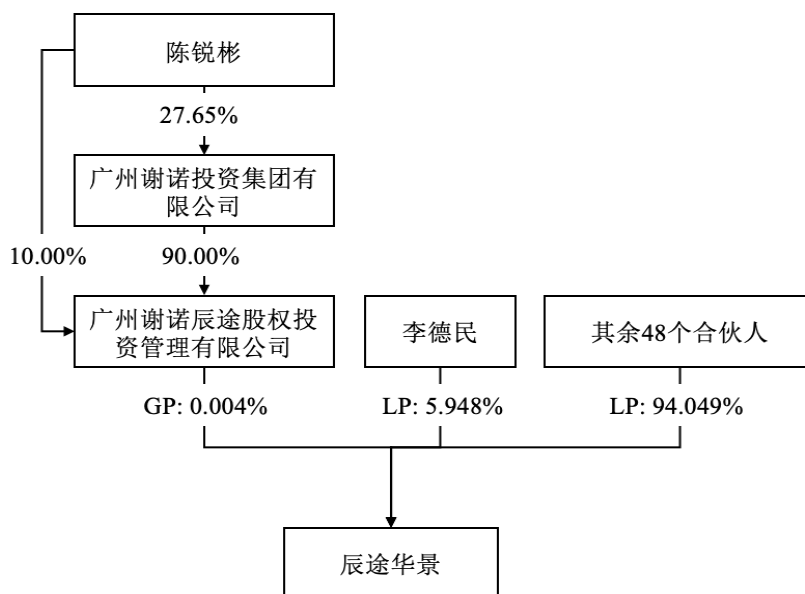 陈锐彬
27.65%
广州谢诺投资集团有
限公司
10.00%
90.00%
广州谢诺辰途股权投
资管理有限公司
李德民
其余48个合伙人
GP: 0.004%
LP: 5.948%
LP: 94.049%
辰途华景